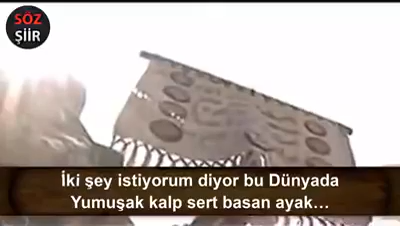 SÖZ
ŞİİR
İki şey istiyorum diyor bu Dünyada
Yumuşak kalp sert basan ayak...